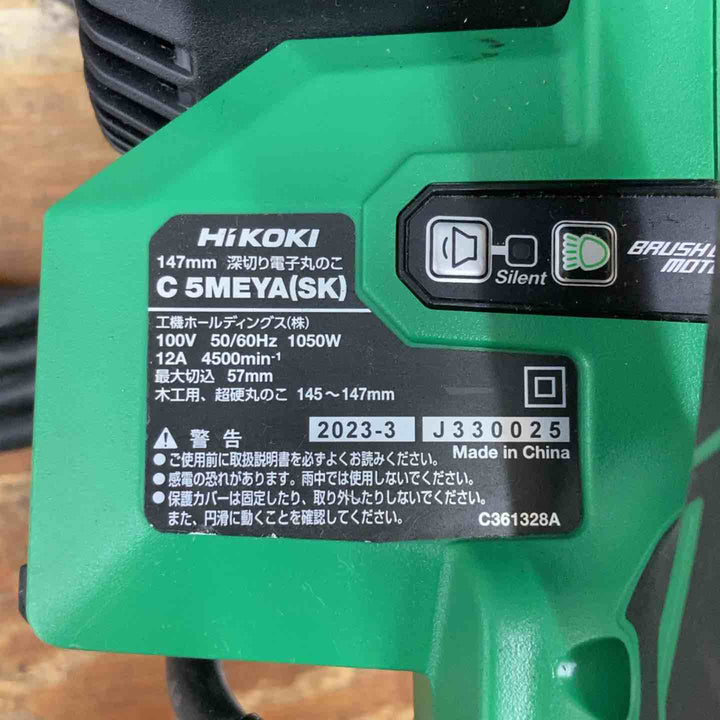 HiKOKI
147mm 深切り電子丸のこ
C 5MEYA(SK)
工機ホールディングス(株)
100V 50/60Hz 1050W
12A 4500min⁻¹
最大切込 57mm
木工用、超硬丸のこ 145～147mm
警告 2023-3 J330025
Made in China
● ご使用前に取扱説明書を必ずよくお読みください。
● 感電の恐れがあります。雨中では使用しないでください。
● 保護カバーは固定したり、取り外したりしないでください。
また、円滑に動くことを確認してください。
C361328A
Silent
BRUSHL
MOT